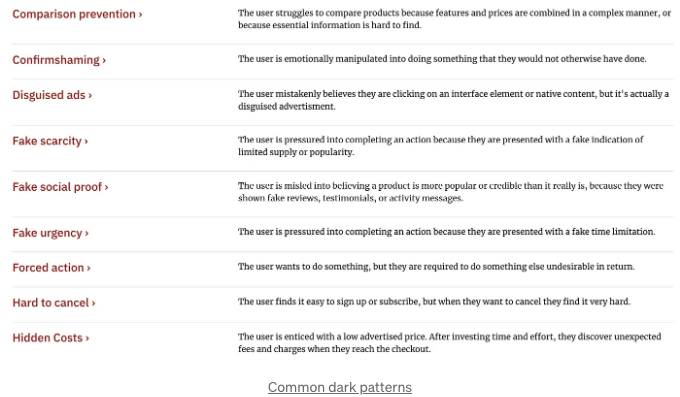 Comparison prevention ›
The user struggles to compare products because features and prices are combined in a complex manner, or
because essential information is hard to find.
Confirmshaming ›
The user is emotionally manipulated into doing something that they would not otherwise have done.
Disguised ads ›
The user mistakenly believes they are clicking on an interface element or native content, but it's actually a
disguised advertisment.
Fake scarcity ›
The user is pressured into completing an action because they are presented with a fake indication of
limited supply or popularity.
Fake social proof ›
The user is misled into believing a product is more popular or credible than it really is, because they were
shown fake reviews, testimonials, or activity messages.
Fake urgency ›
The user is pressured into completing an action because they are presented with a fake time limitation.
Forced action ›
The user wants to do something, but they are required to do something else undesirable in return.
Hard to cancel ›
The user finds it easy to sign up or subscribe, but when they want to cancel they find it very hard.
Hidden Costs ›
The user is enticed with a low advertised price. After investing time and effort, they discover unexpected
fees and charges when they reach the checkout.
Common dark patterns